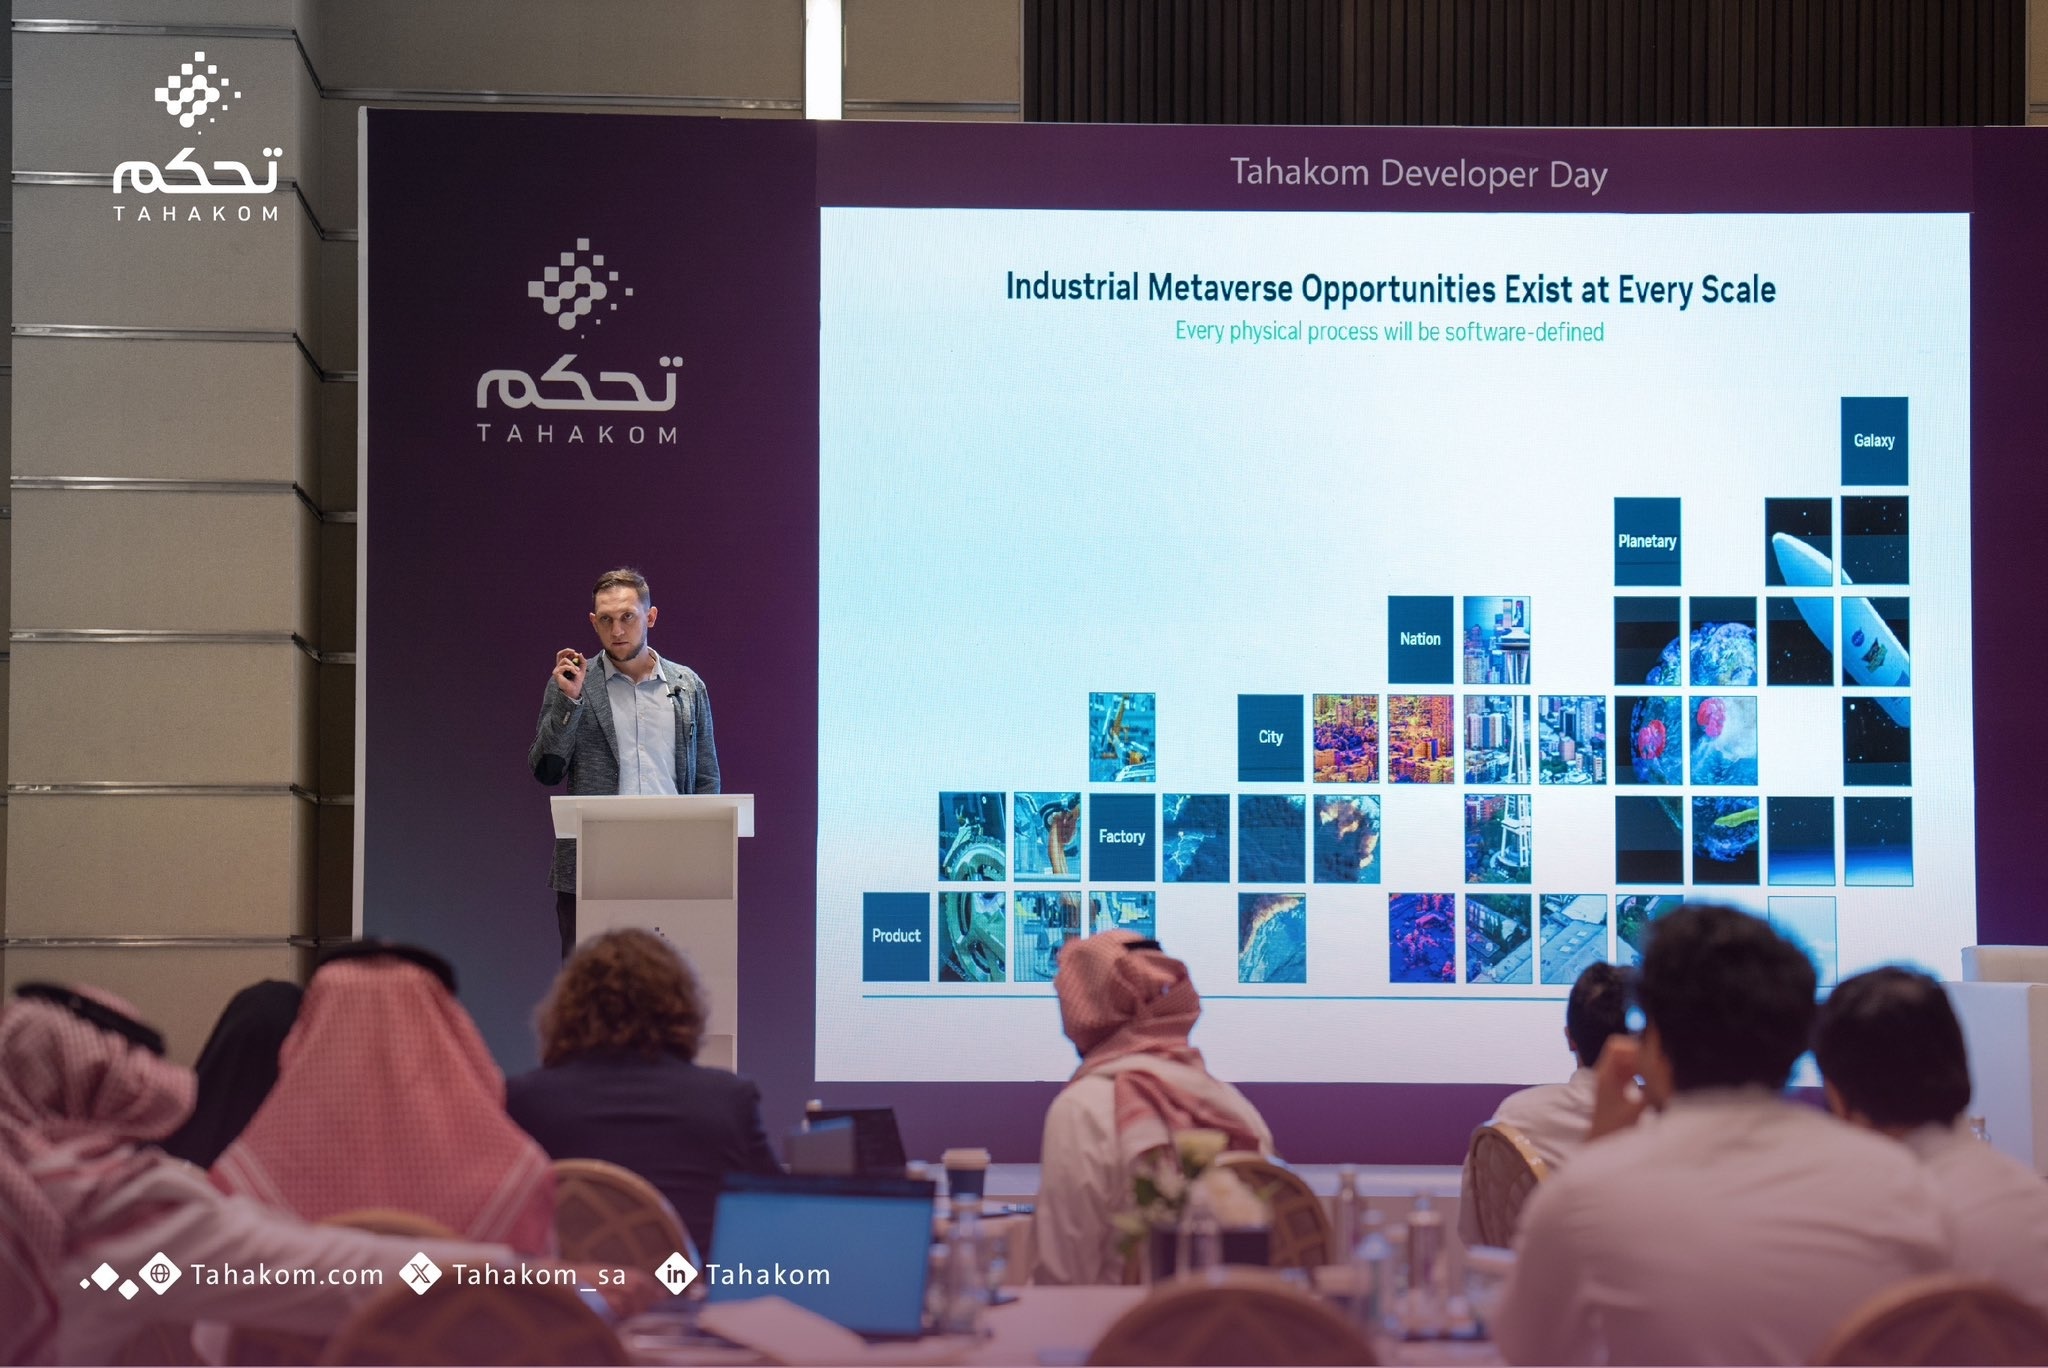 تحكم
TAHAKOM
Tahakom Developer Day
تحكم
TAHAKOM
Industrial Metaverse Opportunities Exist at Every Scale
Every physical process will be software-defined
Galaxy
Planetary
Nation
City
Factory
Product
Tahakom.com
Tahakom_sa
in Tahakom